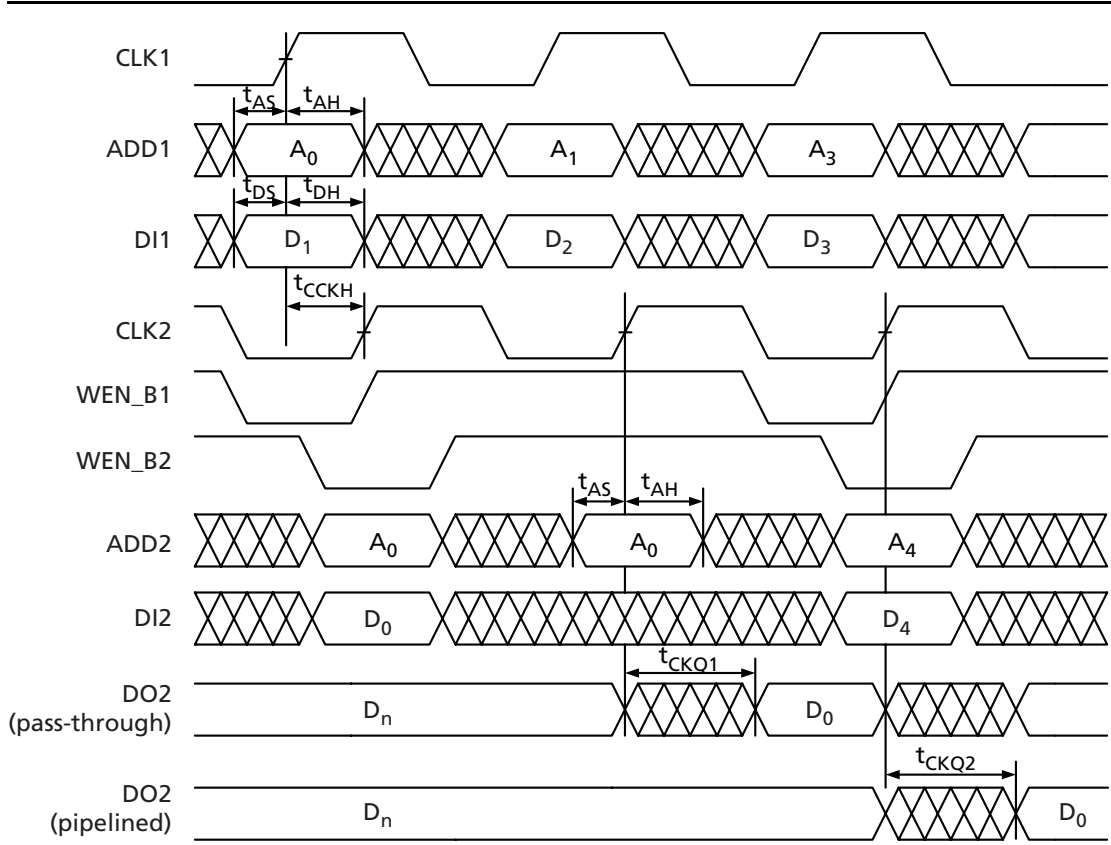 CLK1
tAS tAH
ADD1 A0 A1 A3
tDS tDH
DI1 D1 D2 D3
tCCKH
CLK2
WEN_B1
WEN_B2
tAS tAH
ADD2 A0 A0 A4
DI2 D0 D4
tCKQ1
DO2
(pass-through) Dn D0
tCKQ2
DO2
(pipelined) Dn D0